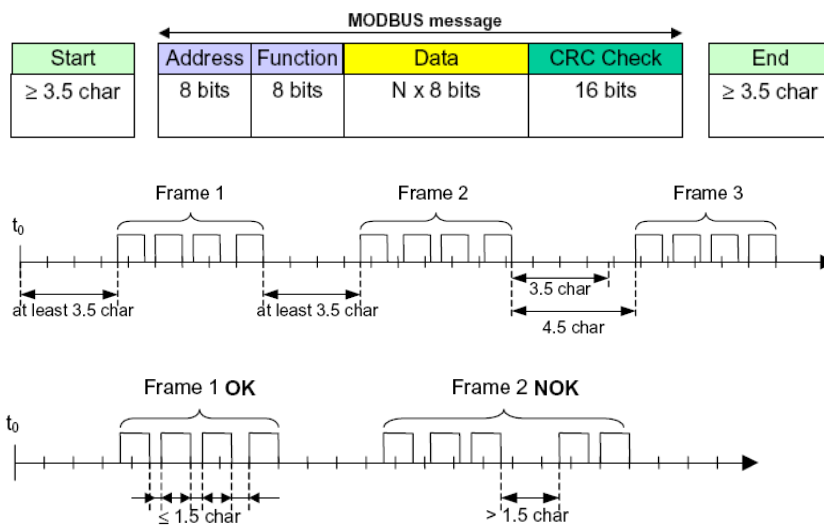 MODBUS message
Start Address Function Data CRC Check End
≥ 3.5 char 8 bits 8 bits N x 8 bits 16 bits ≥ 3.5 char
Frame 1 Frame 2 Frame 3
t0
at least 3.5 char at least 3.5 char 3.5 char
4.5 char
Frame 1 OK Frame 2 NOK
t0
≤ 1.5 char > 1.5 char